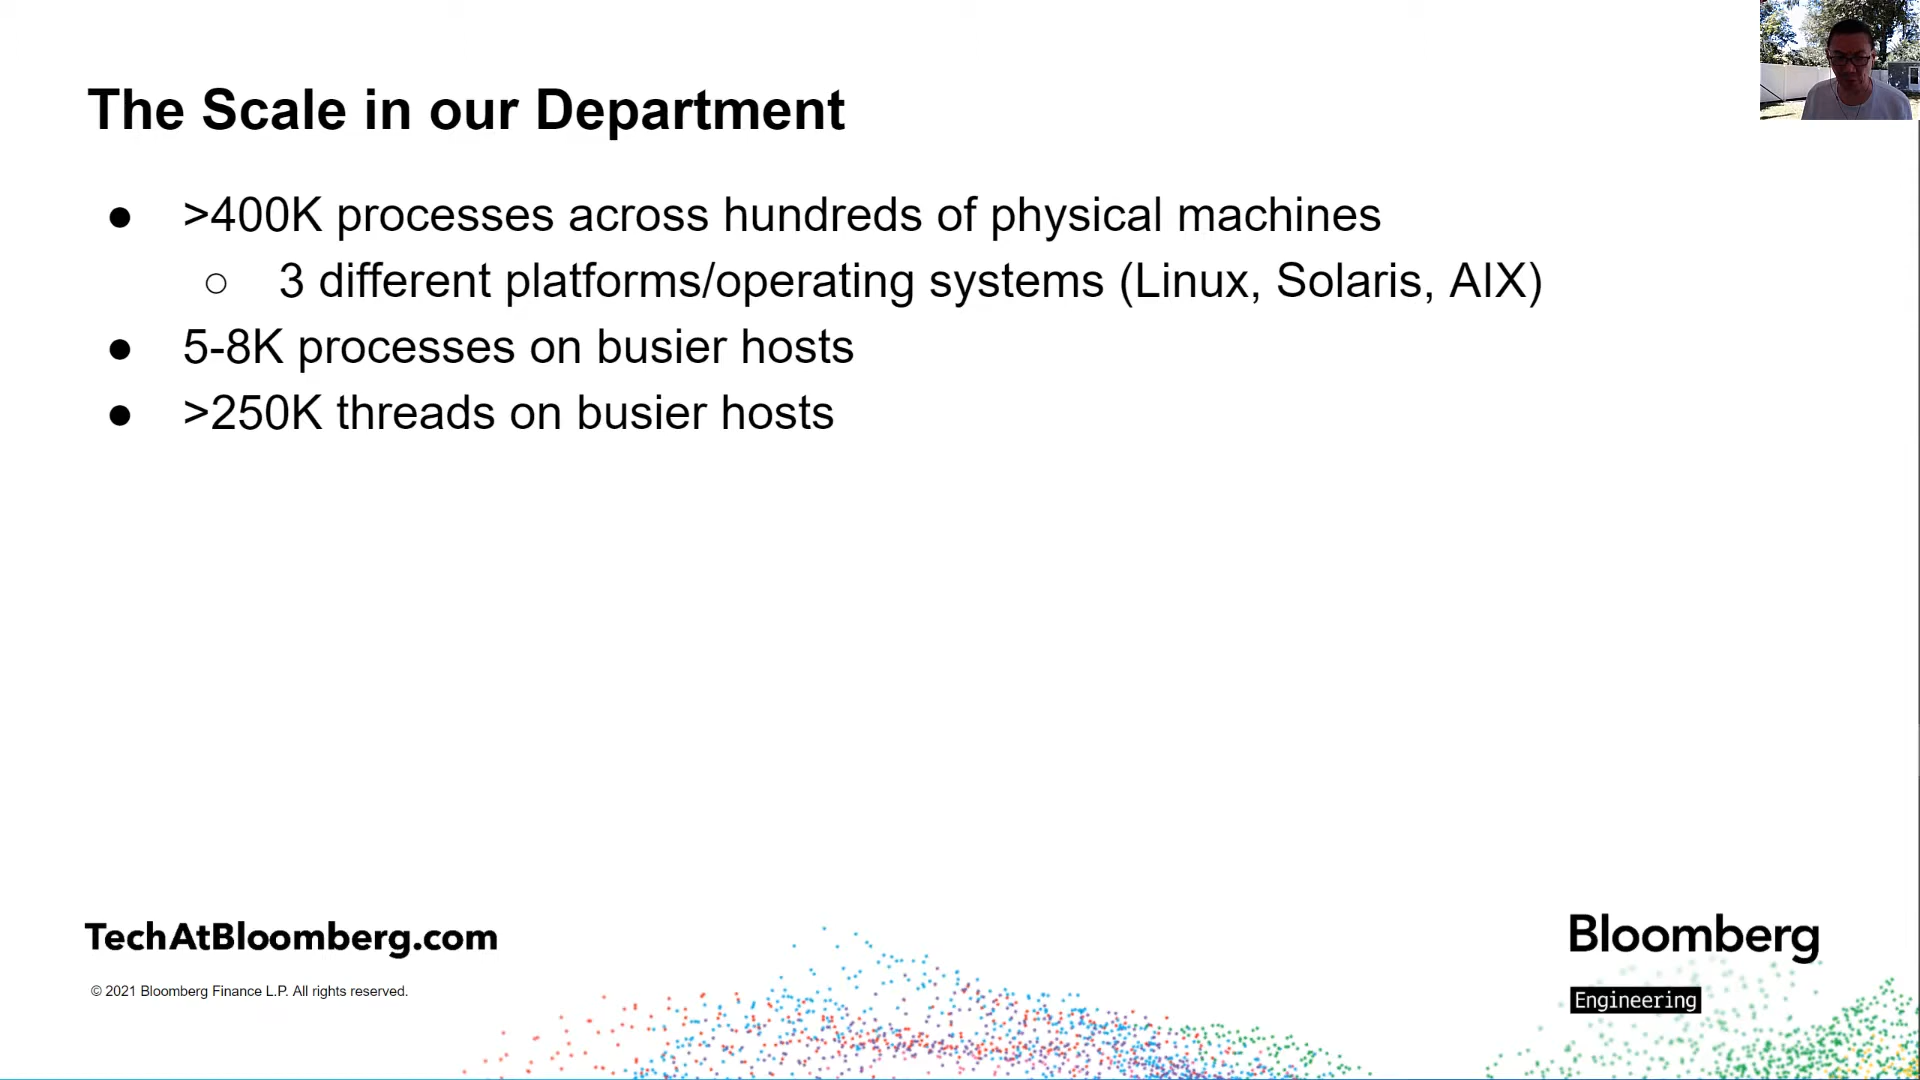 The Scale in our Department
● >400K processes across hundreds of physical machines
○ 3 different platforms/operating systems (Linux, Solaris, AIX)
● 5-8K processes on busier hosts
● >250K threads on busier hosts
TechAtBloomberg.com
© 2021 Bloomberg Finance L.P. All rights reserved.
Bloomberg
Engineering